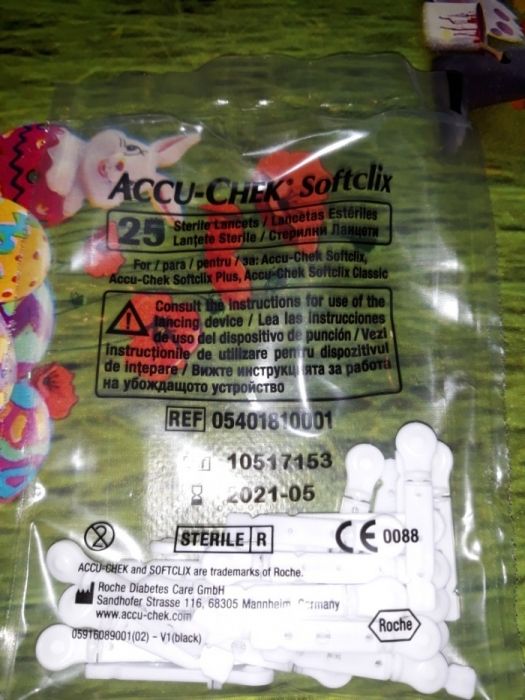 ACCU-CHEK® Softclix
25 Sterile Lancets / Lancetas Estériles
Lanțete Sterile / Стерилни Ланцети
For / para / pentru / за: Accu-Chek Softclix,
Accu-Chek Softclix Plus, Accu-Chek Softclix Classic
Consult the instructions for use of the
lancing device / Lea las instrucciones
de uso del dispositivo de punción / Vezi
instrucțiunile de utilizare pentru dispozitivul
de înțepare / Вижте инструкцията за работа
на убождащото устройство
REF 05401810001
10517153
2021-05
2
STERILE R
CE 0088
ACCU-CHEK and SOFTCLIX are trademarks of Roche.
Roche Diabetes Care GmbH
Sandhofer Strasse 116, 68305 Mannheim, Germany
www.accu-chek.com
Roche
05916089001(02) - V1(black)